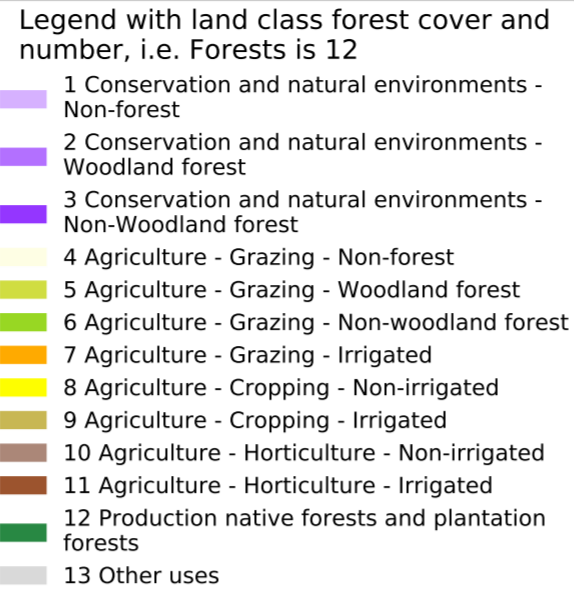 Legend with land class forest cover and
number, i.e. Forests is 12
1 Conservation and natural environments -
Non-forest
2 Conservation and natural environments -
Woodland forest
3 Conservation and natural environments -
Non-Woodland forest
4 Agriculture - Grazing - Non-forest
5 Agriculture - Grazing - Woodland forest
6 Agriculture - Grazing - Non-woodland forest
7 Agriculture - Grazing - Irrigated
8 Agriculture - Cropping - Non-irrigated
9 Agriculture - Cropping - Irrigated
10 Agriculture - Horticulture - Non-irrigated
11 Agriculture - Horticulture - Irrigated
12 Production native forests and plantation
forests
13 Other uses